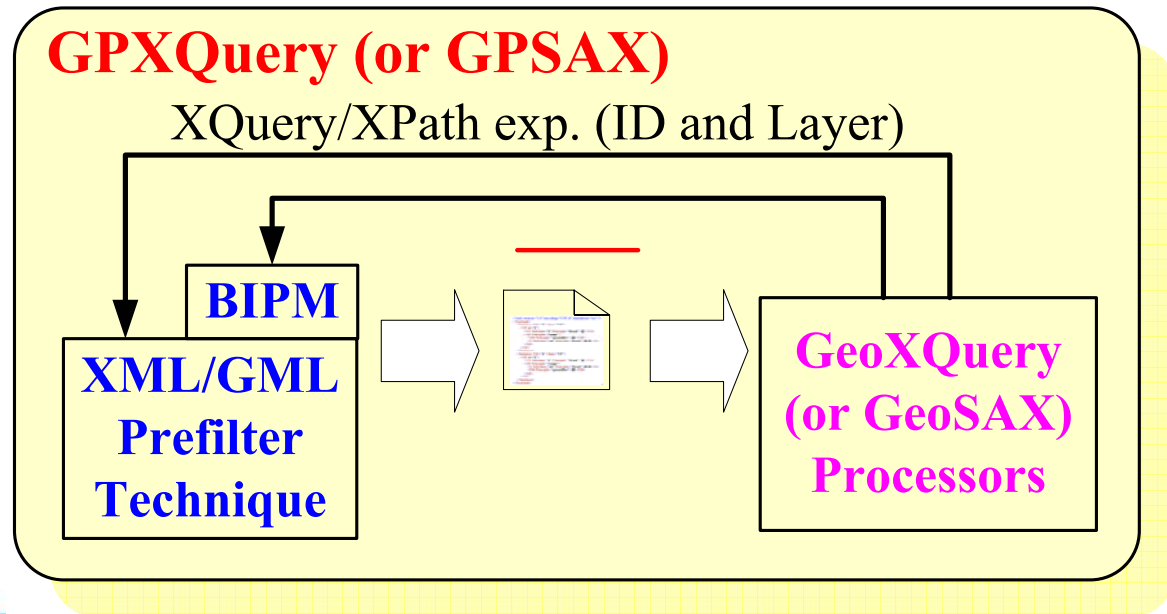 GPXQuery (or GPSAX)
XQuery/XPath exp. (ID and Layer)
BIPM
XML/GML
Prefilter
Technique
GeoXQuery
(or GeoSAX)
Processors